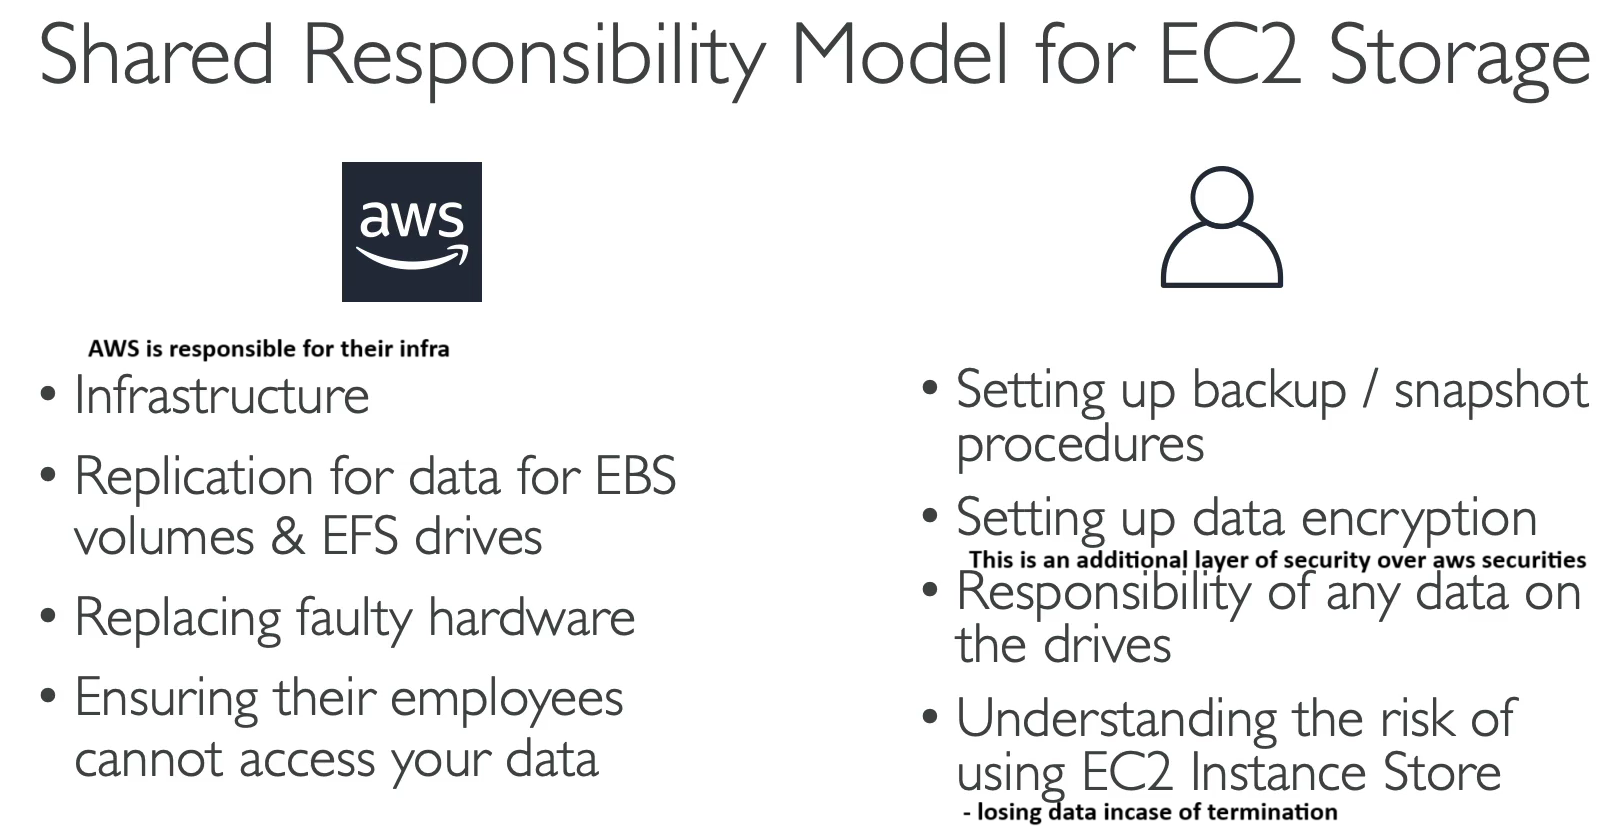 Shared Responsibility Model for EC2 Storage
aws
AWS is responsible for their infra
• Infrastructure
• Replication for data for EBS
volumes & EFS drives
• Replacing faulty hardware
• Ensuring their employees
cannot access your data
• Setting up backup / snapshot
procedures
• Setting up data encryption
This is an additional layer of security over aws securities
• Responsibility of any data on
the drives
• Understanding the risk of
using EC2 Instance Store
- losing data incase of termination